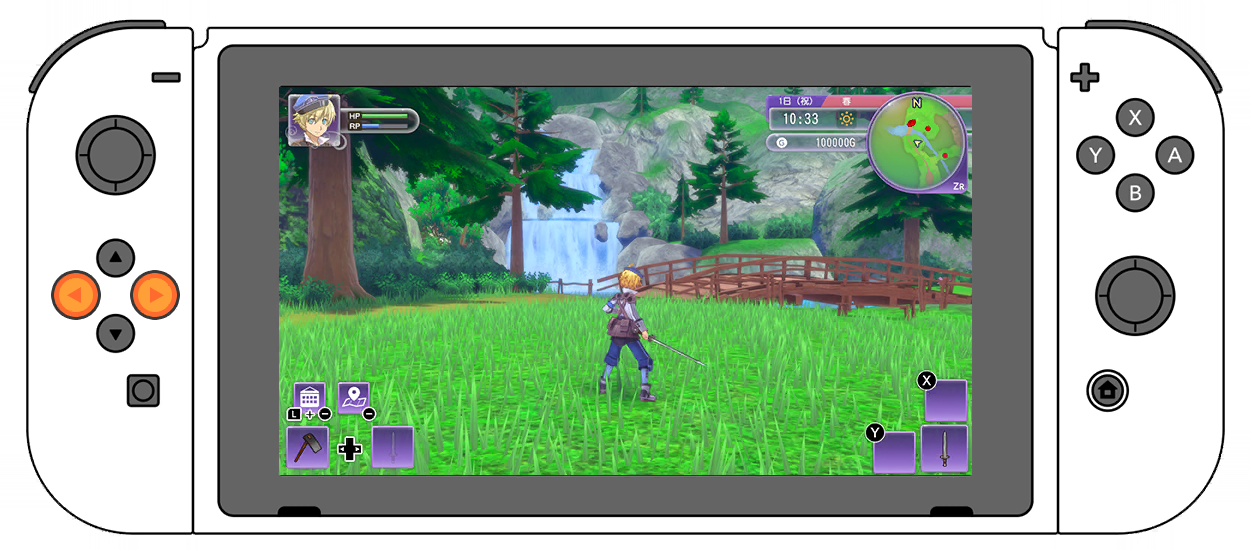 HP
RP
1日（祝） 春
10:33
G 100000G
N
ZR
X
Y
A
B
L + -
-
X
Y